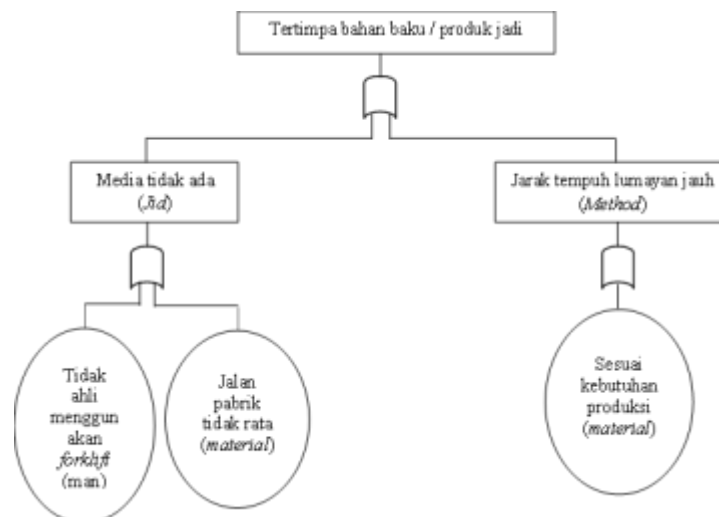 Tertimpa bahan baku / produk jadi
Media tidak ada
(Jid)
Jarak tempuh lumayan jauh
(Method)
Tidak
ahli
menggun
akan
forklift
(man)
Jalan
pabrik
tidak rata
(material)
Sesuai
kebutuhan
produksi
(material)